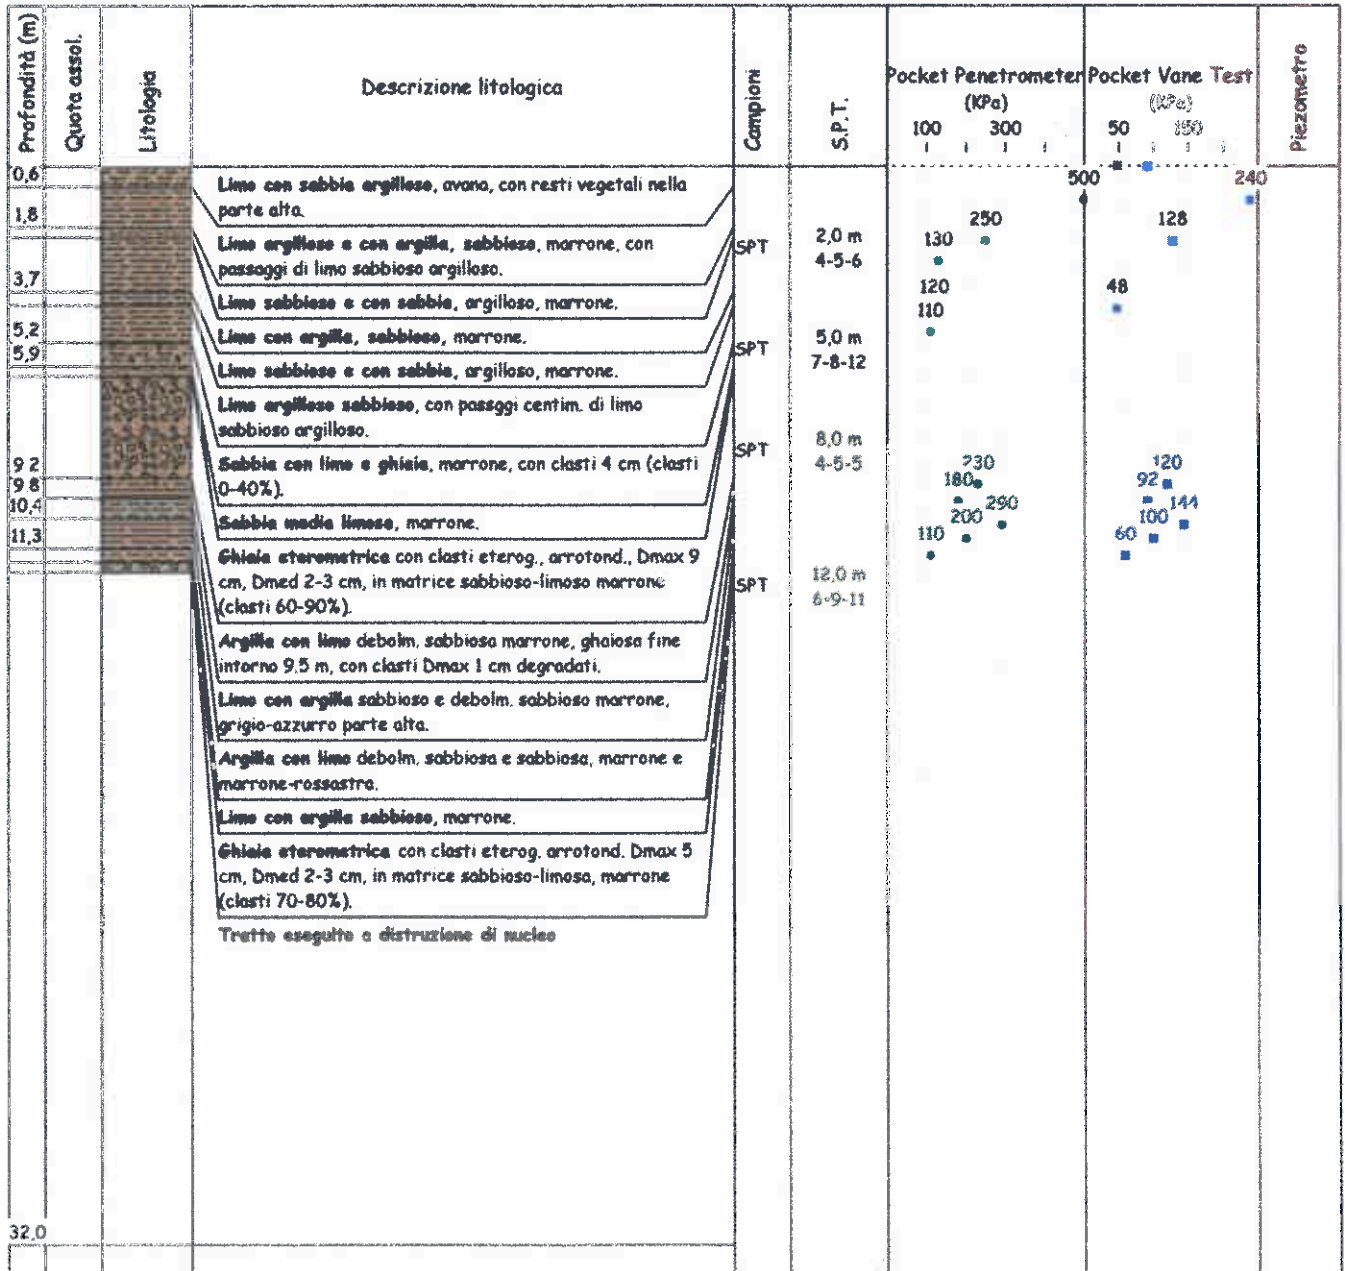 Profondità (m)
Quota assol.
Litologia
Descrizione litologica
Campioni
S.P.T.
Pocket Penetrometer
(KPa)
100 300
Pocket Vane Test
(KPa)
50 150
Piezometro
0,6
1,8
3,7
5,2
5,9
9 2
9 8
10,4
11,3
32,0
Limo con sabbia argilloso, avana, con resti vegetali nella
parte alta.
Limo argilloso e con argilla, sabbioso, marrone, con
passaggi di limo sabbioso argilloso.
Limo sabbioso e con sabbia, argilloso, marrone.
Limo con argilla, sabbioso, marrone.
Limo sabbioso e con sabbia, argilloso, marrone.
Limo argilloso sabbioso, con passggi centim. di limo
sabbioso argilloso.
Sabbia con limo e ghiaia, marrone, con clasti 4 cm (clasti
0-40%).
Sabbia media limosa, marrone.
Ghiaia eterometrica con clasti eterog., arrotond., Dmax 9
cm, Dmed 2-3 cm, in matrice sabbioso-limoso marrone
(clasti 60-90%).
Argilla con limo debolm. sabbiosa marrone, ghaiosa fine
intorno 9.5 m, con clasti Dmax 1 cm degradati.
Limo con argilla sabbioso e debolm. sabbioso marrone,
grigio-azzurro parte alta.
Argilla con limo debolm. sabbiosa e sabbiosa, marrone e
marrone-rossastra.
Limo con argilla sabbioso, marrone.
Ghiaia eterometrica con clasti eterog. arrotond. Dmax 5
cm, Dmed 2-3 cm, in matrice sabbioso-limosa, marrone
(clasti 70-80%).
Tratto eseguito a distruzione di nucleo
SPT
SPT
SPT
SPT
2,0 m
4-5-6
5,0 m
7-8-12
8,0 m
4-5-5
12,0 m
6-9-11
500
250
130
120
110
230
180
290
200
110
240
128
48
120
92
144
100
60